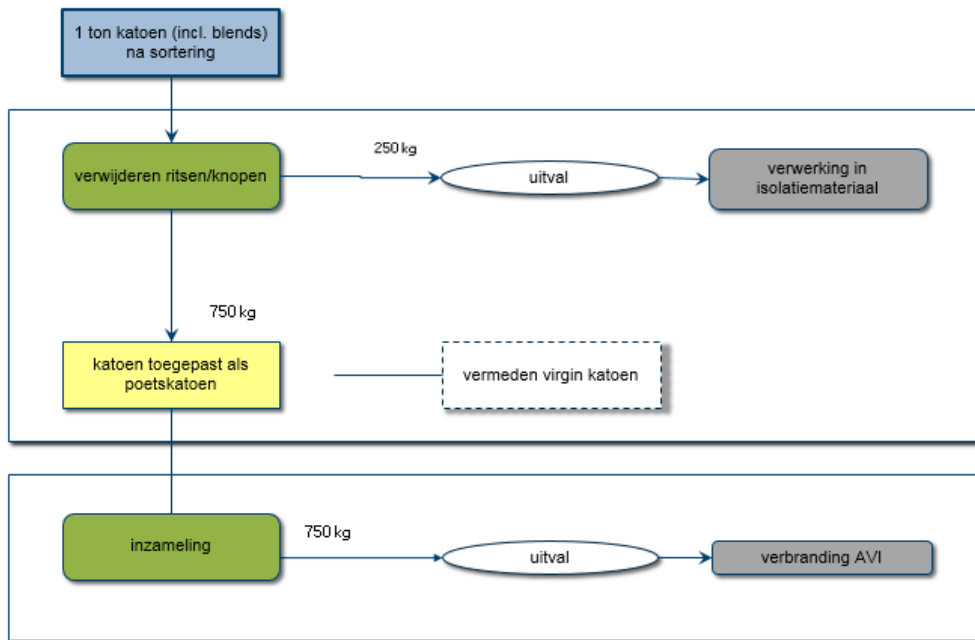 1 ton katoen (incl. blends)
na sortering
250 kg
verwijderen ritsen/knopen
uitval
verwerking in
isolatiemateriaal
750 kg
katoen toegepast als
poetskatoen
vermeden virgin katoen
750 kg
inzameling
uitval
verbranding AVI